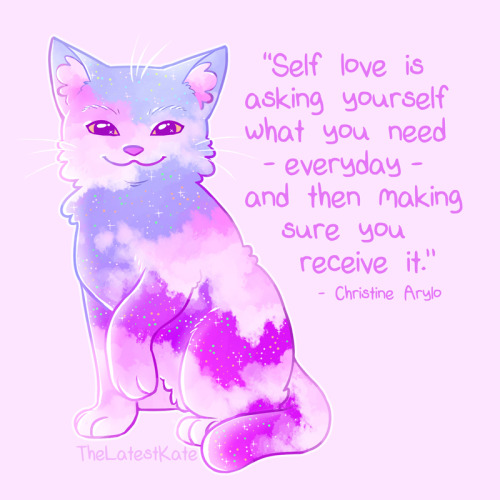 "Self love is
asking yourself
what you need
- everyday -
and then making
sure you
receive it."
- Christine Arylo
TheLatestKate